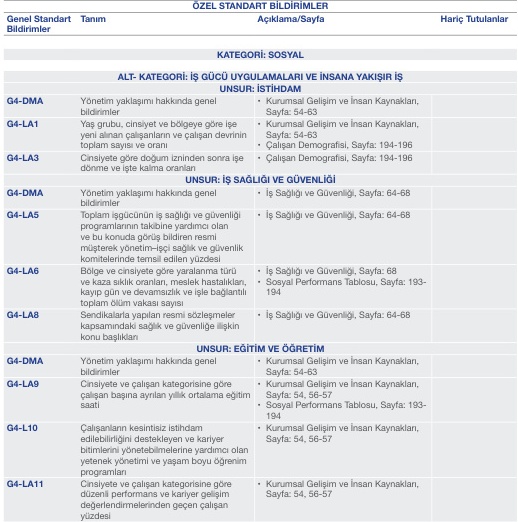 ÖZEL STANDART BİLDİRİMLER
Genel Standart Bildirimler Tanım Açıklama/Sayfa Hariç Tutulanlar
KATEGORİ: SOSYAL
ALT- KATEGORİ: İŞ GÜCÜ UYGULAMALARI VE İNSANA YAKIŞIR İŞ
UNSUR: İSTİHDAM
G4-DMA
Yönetim yaklaşımı hakkında genel
bildirimler
• Kurumsal Gelişim ve İnsan Kaynakları,
Sayfa: 54-63
G4-LA1
Yaş grubu, cinsiyet ve bölgeye göre işe
yeni alınan çalışanların ve çalışan devrinin
toplam sayısı ve oranı
• Kurumsal Gelişim ve İnsan Kaynakları,
Sayfa: 54-63
• Çalışan Demografisi, Sayfa: 194-196
G4-LA3
Cinsiyete göre doğum izninden sonra işe
dönme ve işte kalma oranları
• Çalışan Demografisi, Sayfa: 194-196
UNSUR: İŞ SAĞLIĞI VE GÜVENLİĞİ
G4-DMA
Yönetim yaklaşımı hakkında genel
bildirimler
• İş Sağlığı ve Güvenliği, Sayfa: 64-68
G4-LA5
Toplam işgücünün iş sağlığı ve güvenliği
programlarının takibine yardımcı olan
ve bu konuda görüş bildiren resmi
müşterek yönetim–işçi sağlık ve güvenlik
komitelerinde temsil edilen yüzdesi
• İş Sağlığı ve Güvenliği, Sayfa: 64-68
G4-LA6
Bölge ve cinsiyete göre yaralanma türü
ve kaza sıklık oranları, meslek hastalıkları,
kayıp gün ve devamsızlık ve işle bağlantılı
toplam ölüm vakası sayısı
• İş Sağlığı ve Güvenliği, Sayfa: 68
• Sosyal Performans Tablosu, Sayfa: 193-
194
G4-LA8
Sendikalarla yapılan resmi sözleşmeler
kapsamındaki sağlık ve güvenliğe ilişkin
konu başlıkları
• İş Sağlığı ve Güvenliği, Sayfa: 64-68
UNSUR: EĞİTİM VE ÖĞRETİM
G4-DMA
Yönetim yaklaşımı hakkında genel
bildirimler
• Kurumsal Gelişim ve İnsan Kaynakları,
Sayfa: 54-63
G4-LA9
Cinsiyete ve çalışan kategorisine göre
çalışan başına ayrılan yıllık ortalama eğitim
saati
• Kurumsal Gelişim ve İnsan Kaynakları,
Sayfa: 54, 56-57
• Sosyal Performans Tablosu, Sayfa: 193-
194
G4-L10
Çalışanların kesintisiz istihdam
edilebilirliğini destekleyen ve kariyer
bitimlerini yönetebilmelerine yardımcı olan
yetenek yönetimi ve yaşam boyu öğrenim
programları
• Kurumsal Gelişim ve İnsan Kaynakları,
Sayfa: 54, 56-57
G4-LA11
Cinsiyete ve çalışan kategorisine göre
düzenli performans ve kariyer gelişim
değerlendirmelerinden geçen çalışan
yüzdesi
• Kurumsal Gelişim ve İnsan Kaynakları,
Sayfa: 54, 56-57